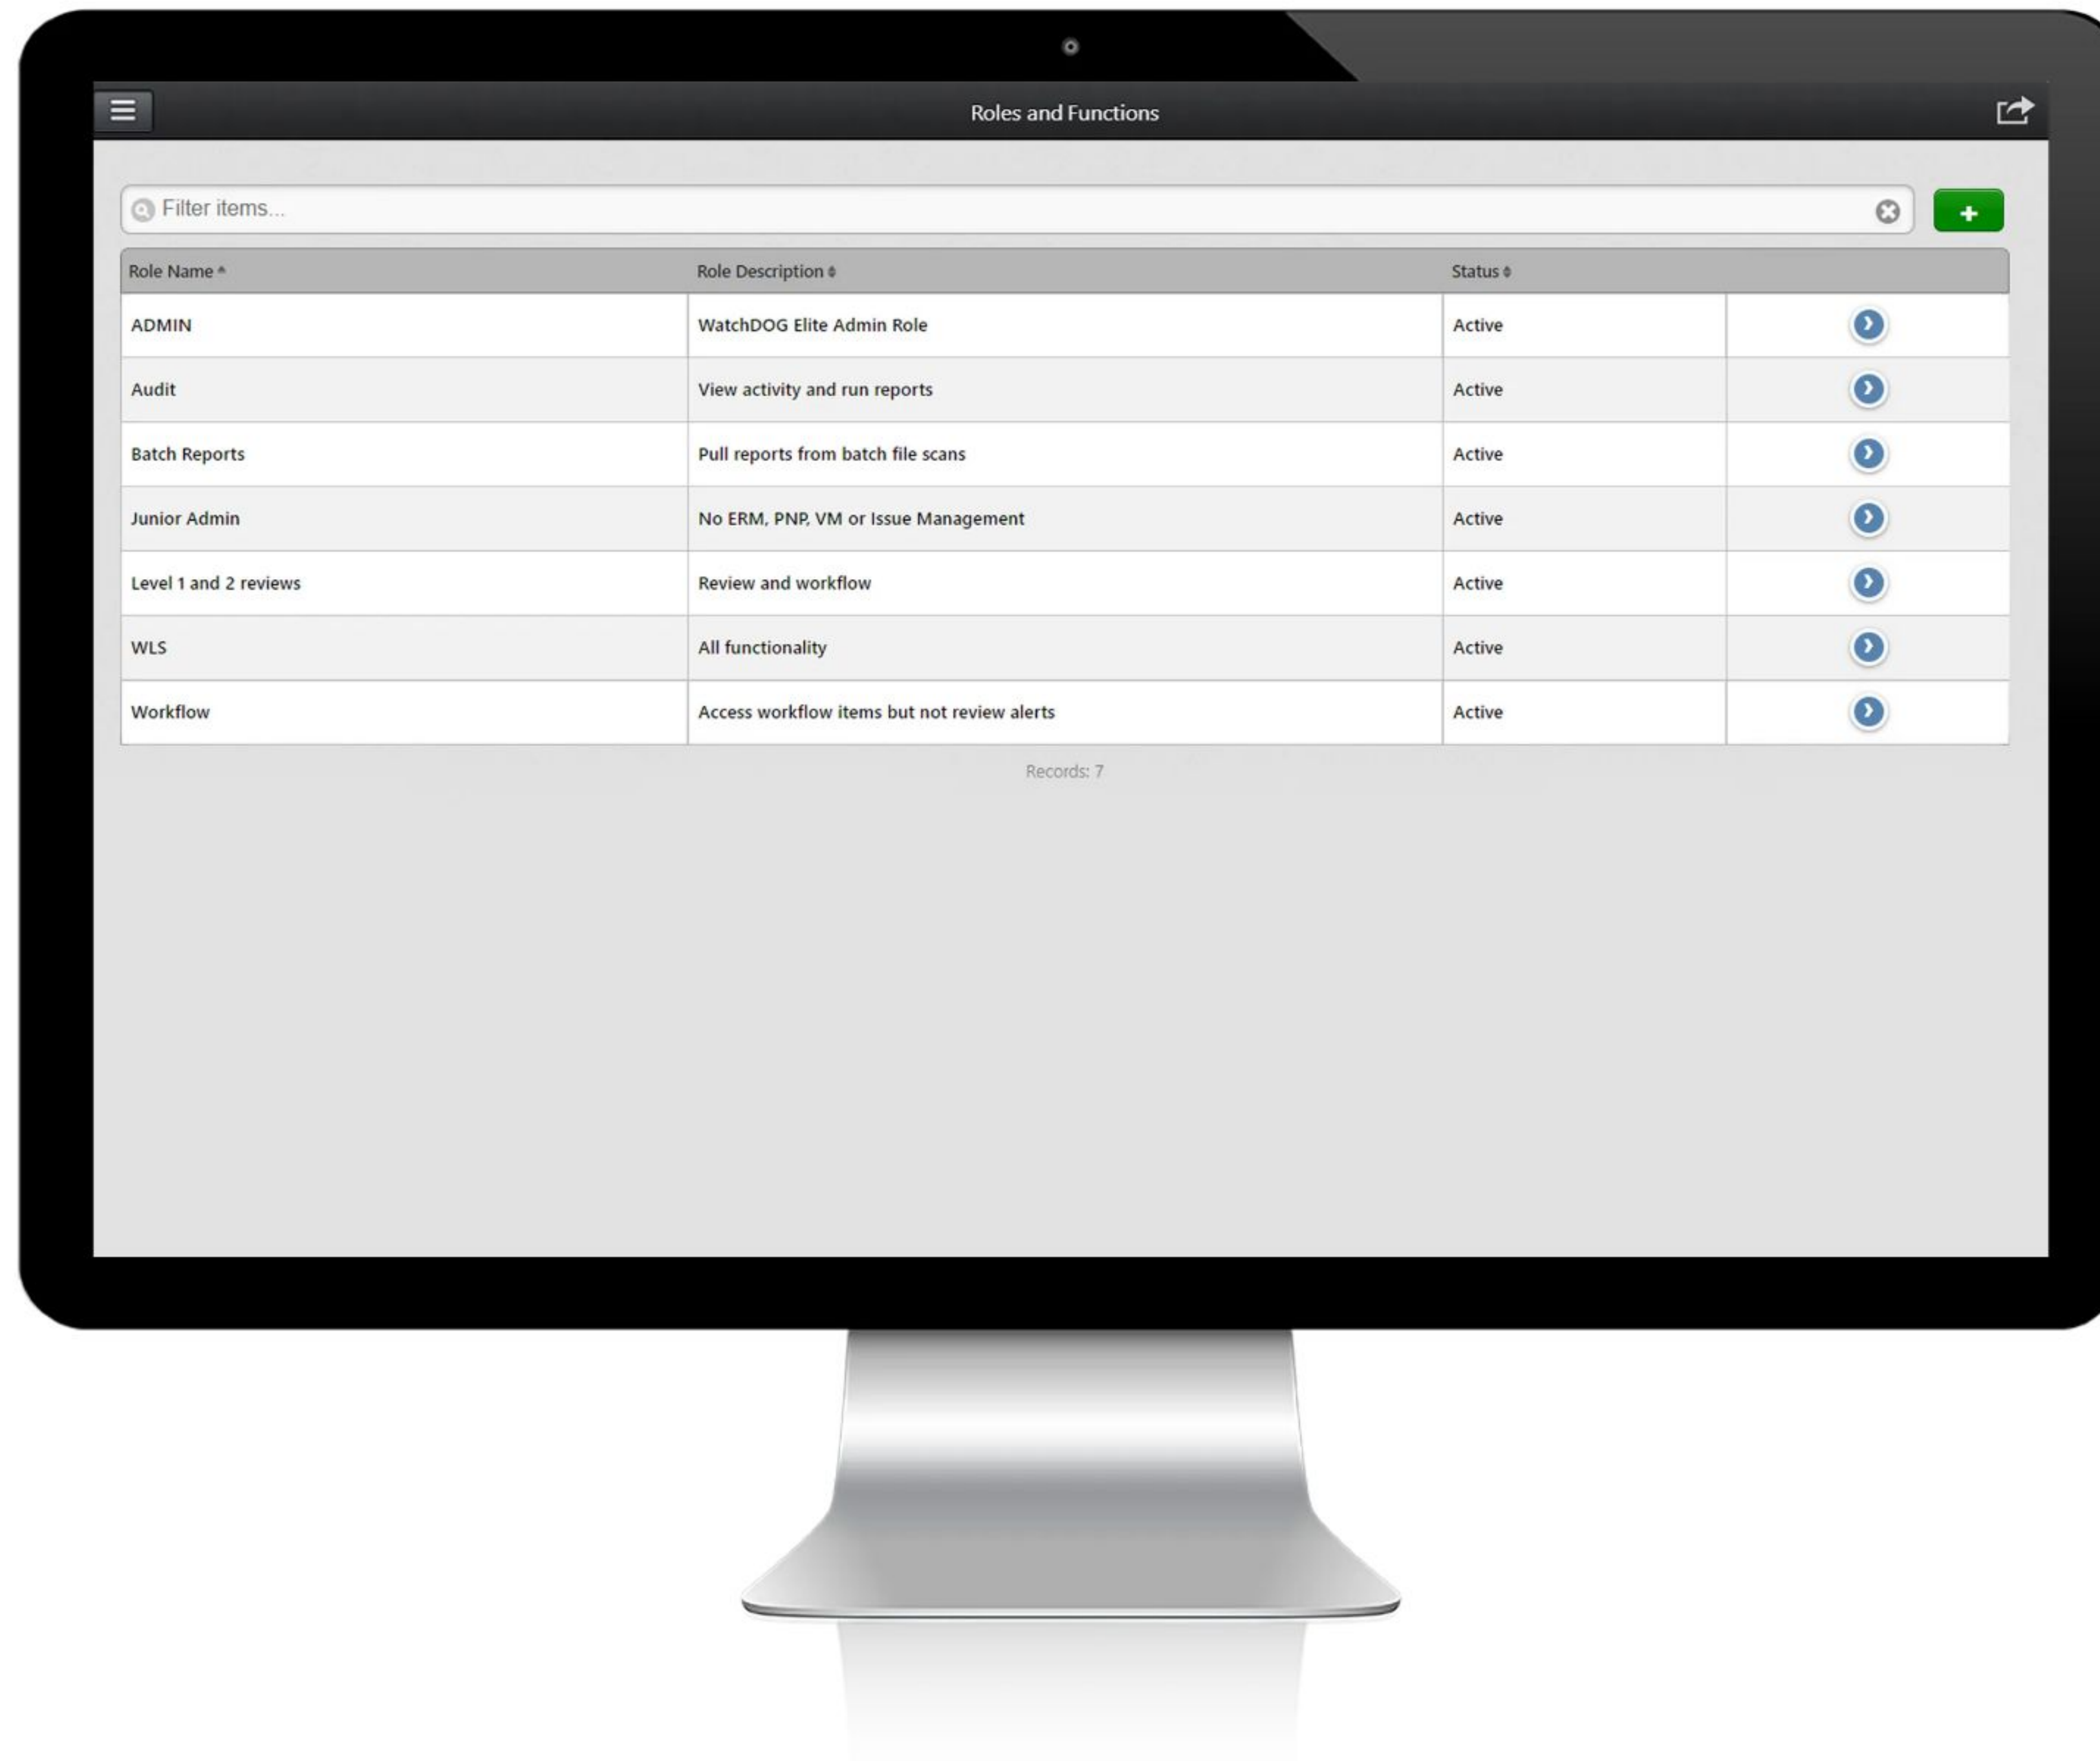 Roles and Functions
Filter items...
Role Name Role Description Status
ADMIN WatchDOG Elite Admin Role Active
Audit View activity and run reports Active
Batch Reports Pull reports from batch file scans Active
Junior Admin No ERM, PNP, VM or Issue Management Active
Level 1 and 2 reviews Review and workflow Active
WLS All functionality Active
Workflow Access workflow items but not review alerts Active
Records: 7